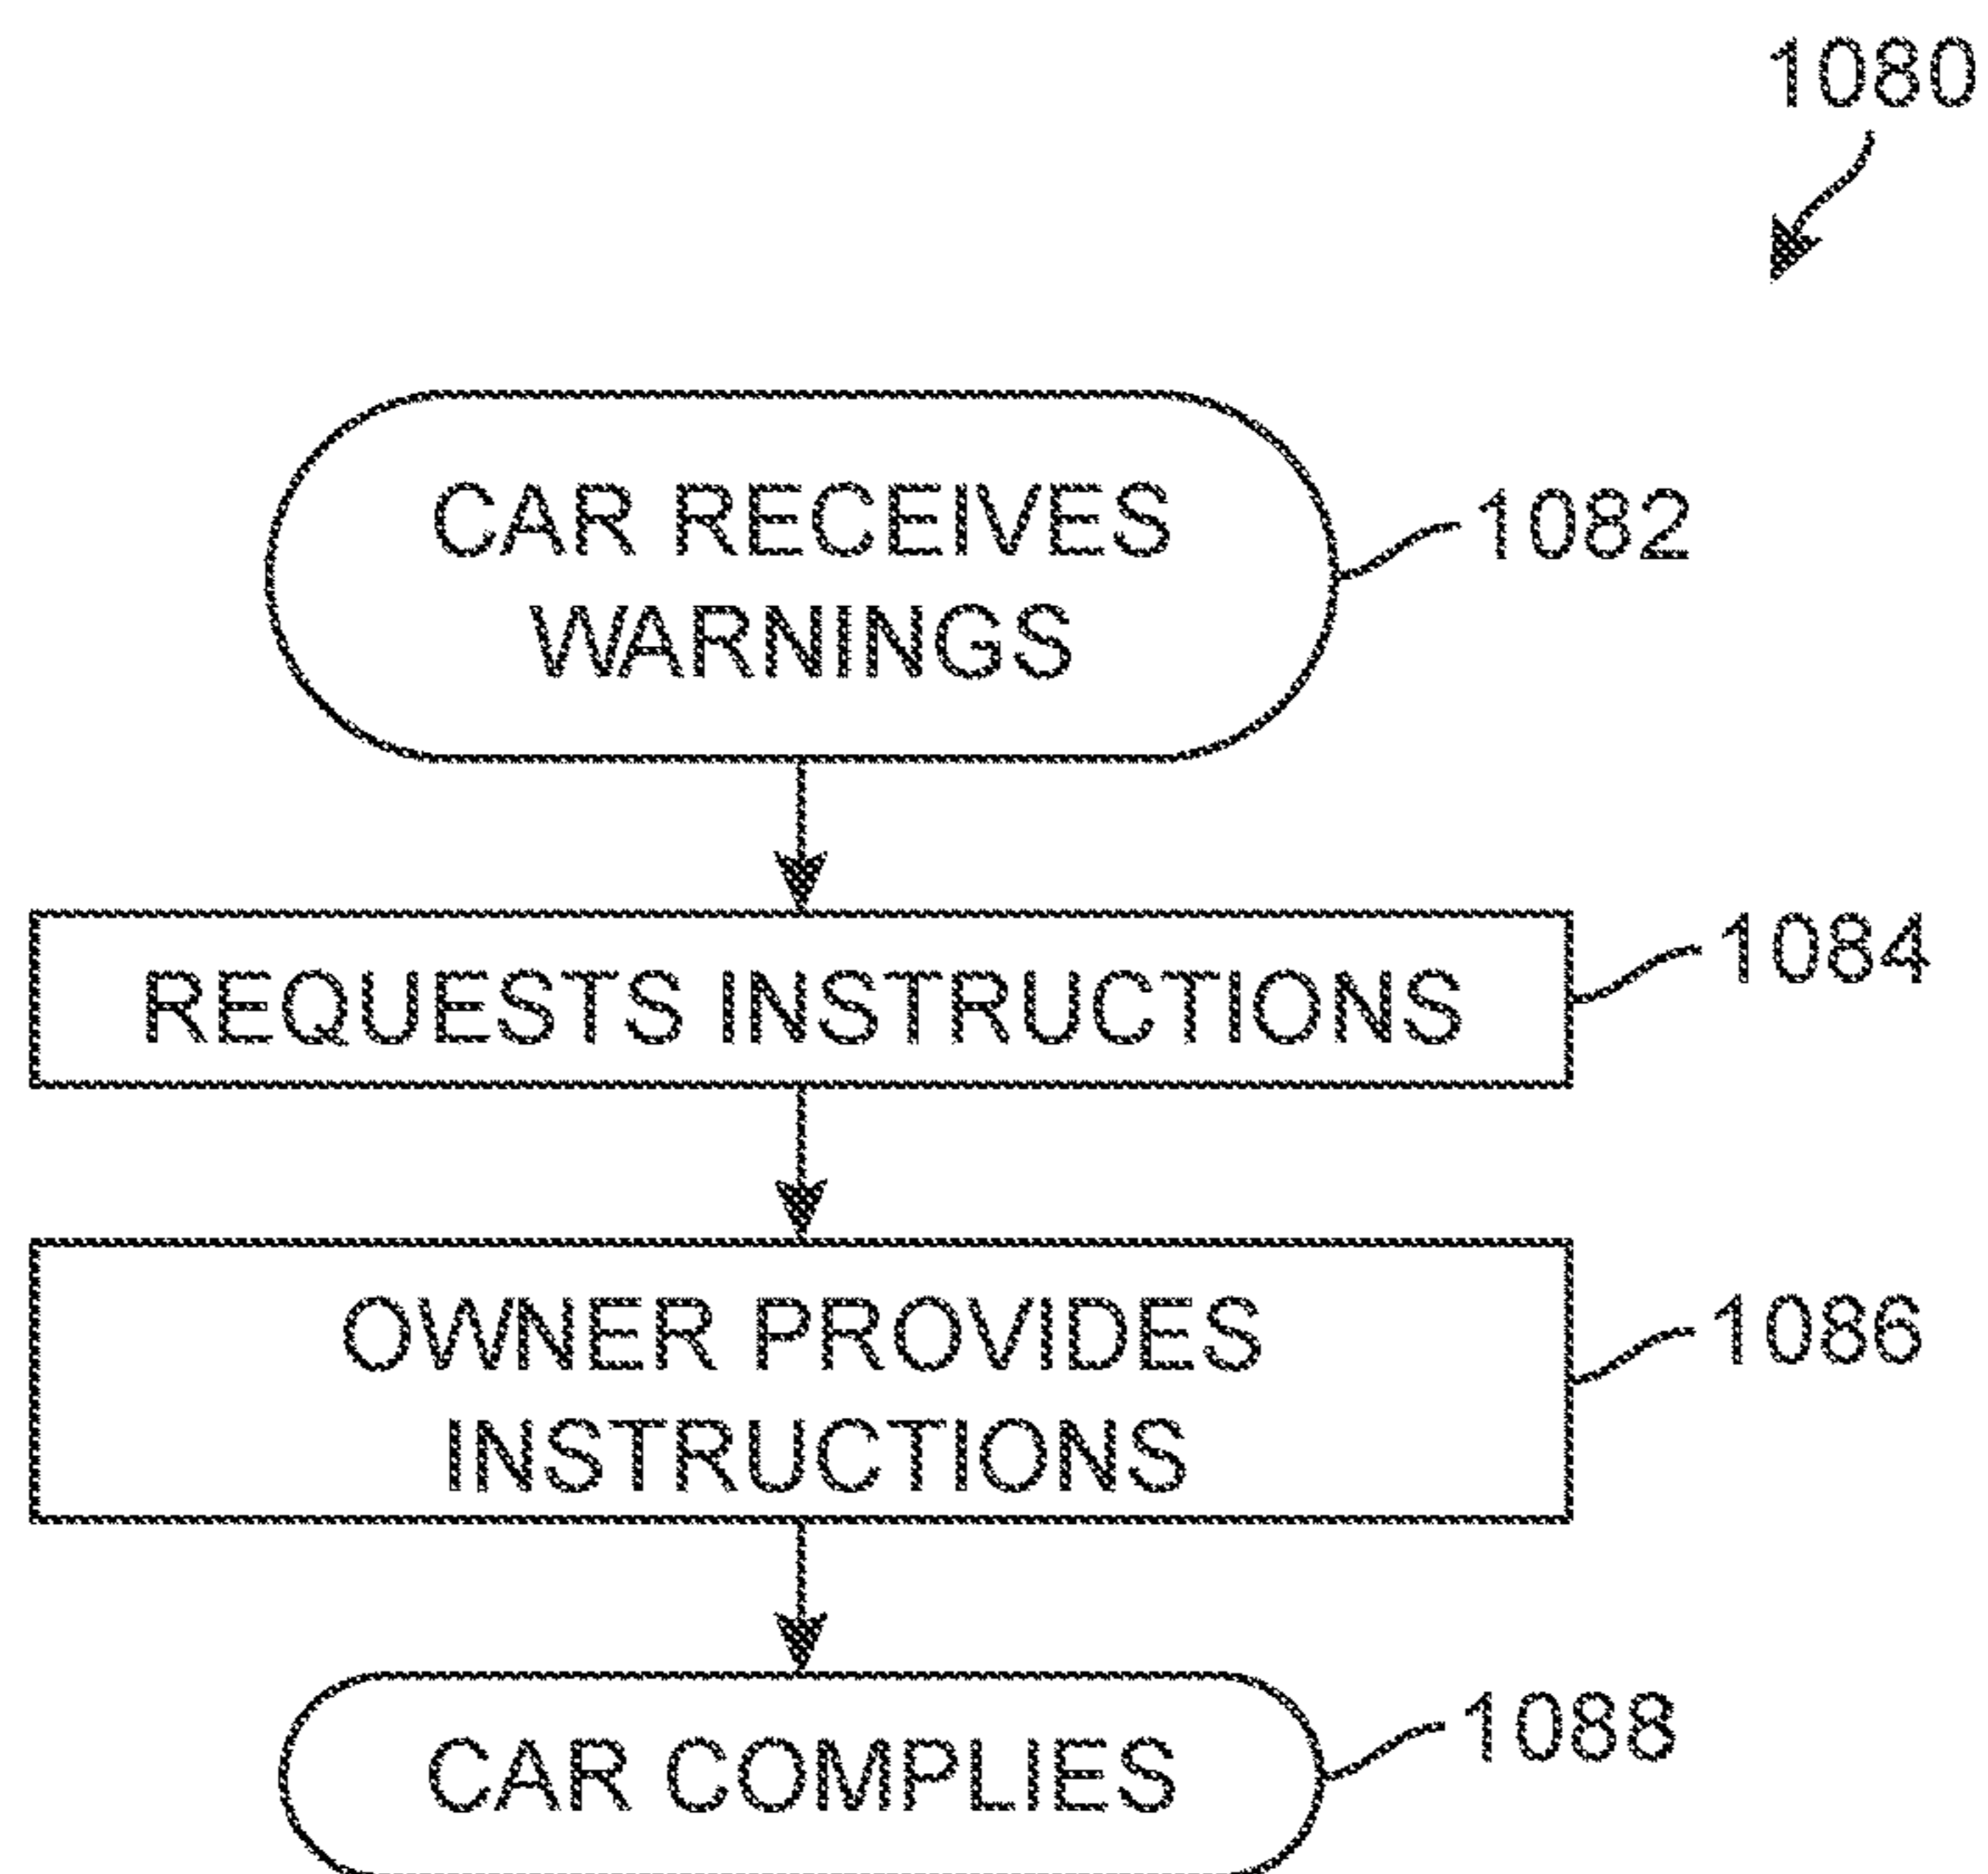 1080
CAR RECEIVES
WARNINGS
1082
REQUESTS INSTRUCTIONS
1084
OWNER PROVIDES
INSTRUCTIONS
1086
CAR COMPLIES
1088